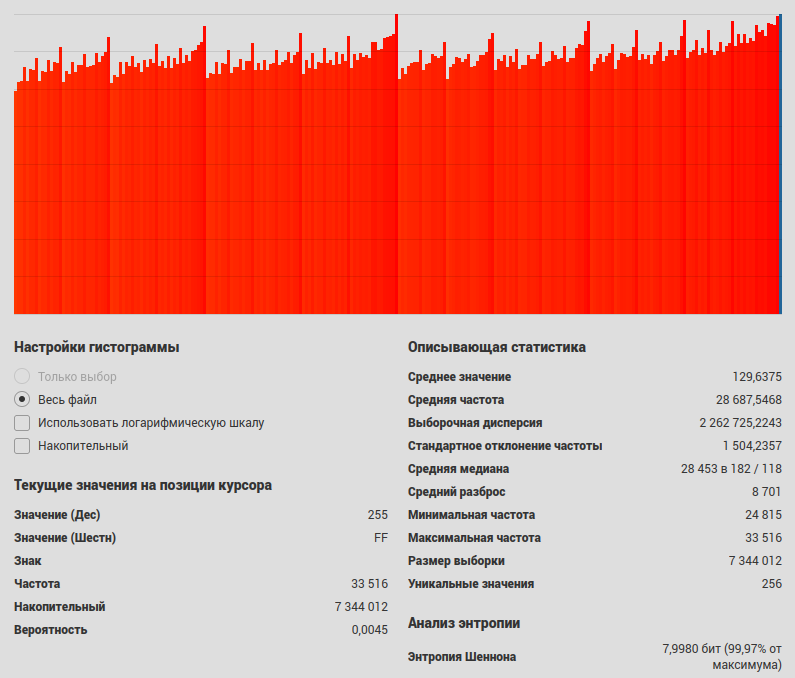 Настройки гистограммы
Только выбор
Весь файл
Использовать логарифмическую шкалу
Накопительный
Текущие значения на позиции курсора
Значение (Дес) 255
Значение (Шестн) FF
Знак
Частота 33 516
Накопительный 7 344 012
Вероятность 0,0045
Описывающая статистика
Среднее значение 129,6375
Средняя частота 28 687,5468
Выборочная дисперсия 2 262 725,2243
Стандартное отклонение частоты 1 504,2357
Средняя медиана 28 453 в 182 / 118
Средний разброс 8 701
Минимальная частота 24 815
Максимальная частота 33 516
Размер выборки 7 344 012
Уникальные значения 256
Анализ энтропии
Энтропия Шеннона 7,9980 бит (99,97% от
максимума)